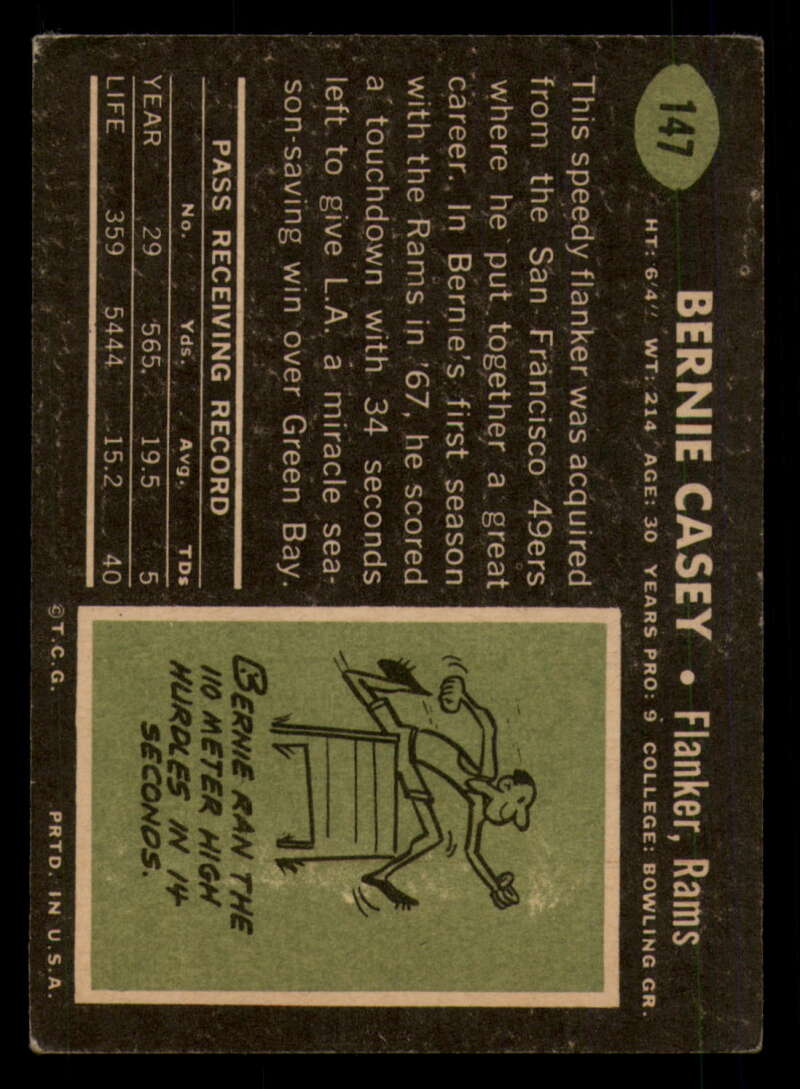 147
BERNIE CASEY • Flanker, Rams
HT: 6'4'' WT: 214 AGE: 30 YEARS PRO: 9 COLLEGE: BOWLING GR.
This speedy flanker was acquired
from the San Francisco 49ers
where he put together a great
career. In Bernie's first season
with the Rams in '67, he scored
a touchdown with 34 seconds
left to give L.A. a miracle sea-
son-saving win over Green Bay.
PASS RECEIVING RECORD
No. Yds. Avg. TDs
YEAR 29 565 19.5 5
LIFE 359 5444 15.2 40
BERNIE RAN THE
110 METER HIGH
HURDLES IN 14
SECONDS.
©T.C.G. PRTD. IN U.S.A.